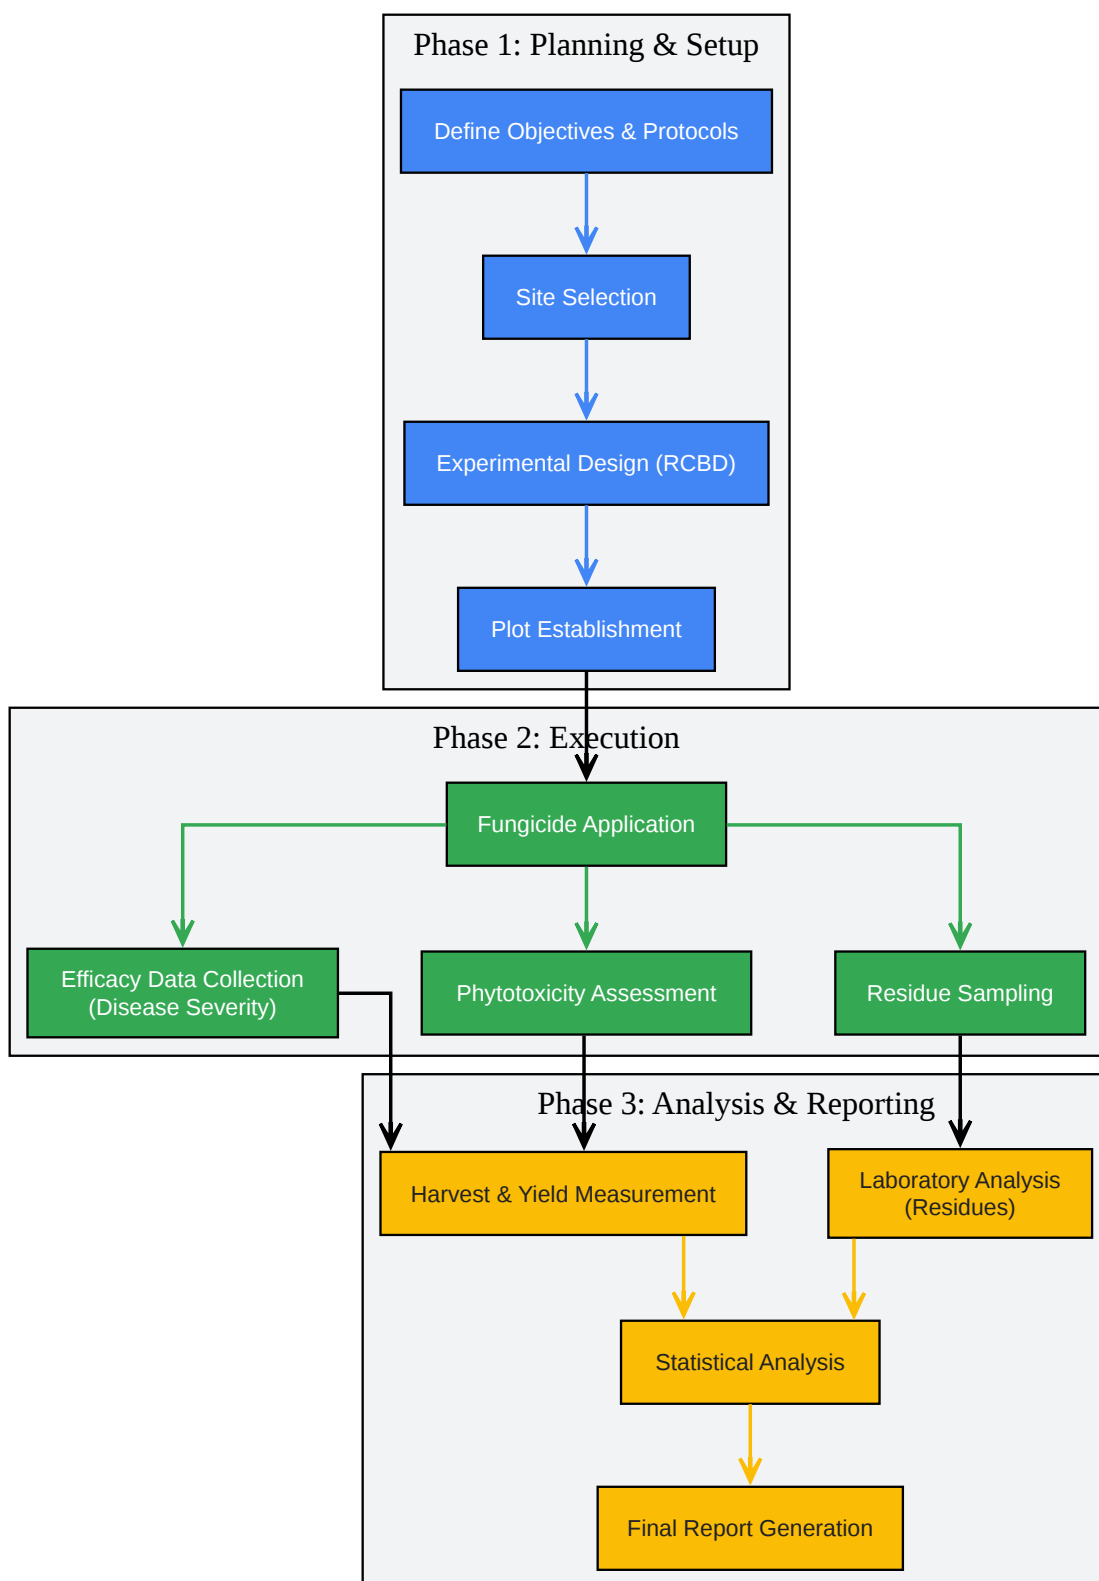 Phase 1: Planning & Setup
Define Objectives & Protocols
Site Selection
Experimental Design (RCBD)
Plot Establishment
Phase 2: Execution
Fungicide Application
Efficacy Data Collection
(Disease Severity)
Phytotoxicity Assessment
Residue Sampling
Phase 3: Analysis & Reporting
Harvest & Yield Measurement
Laboratory Analysis
(Residues)
Statistical Analysis
Final Report Generation